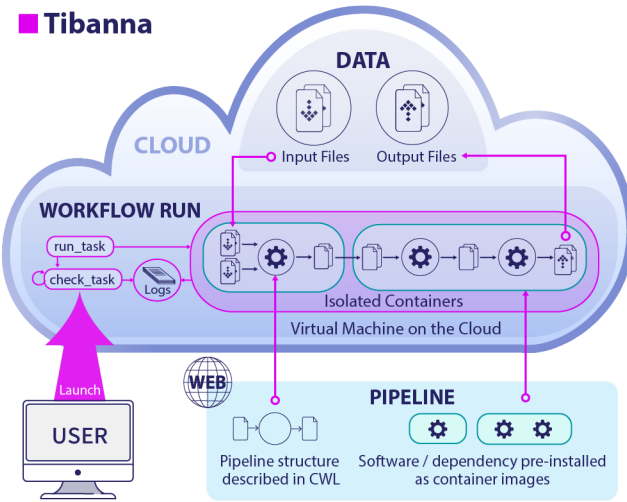 Tibanna
DATA
CLOUD
Input Files
Output Files
WORKFLOW RUN
run_task
check_task
Logs
Isolated Containers
Virtual Machine on the Cloud
Launch
USER
WEB
PIPELINE
Pipeline structure
described in CWL
Software / dependency pre-installed
as container images